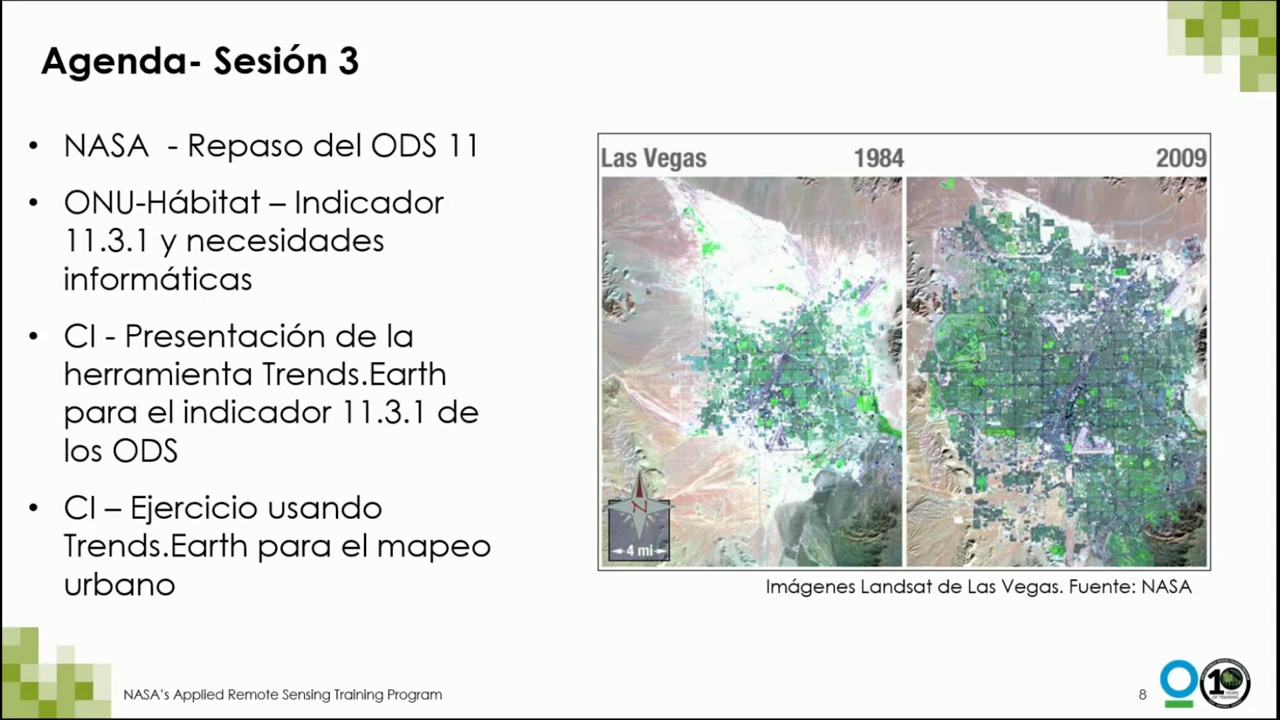 Agenda- Sesión 3
• NASA - Repaso del ODS 11
• ONU-Hábitat – Indicador
11.3.1 y necesidades
informáticas
• CI - Presentación de la
herramienta Trends.Earth
para el indicador 11.3.1 de
los ODS
• CI – Ejercicio usando
Trends.Earth para el mapeo
urbano
Las Vegas 1984 2009
N
4 mi
Imágenes Landsat de Las Vegas. Fuente: NASA
NASA's Applied Remote Sensing Training Program
8
10